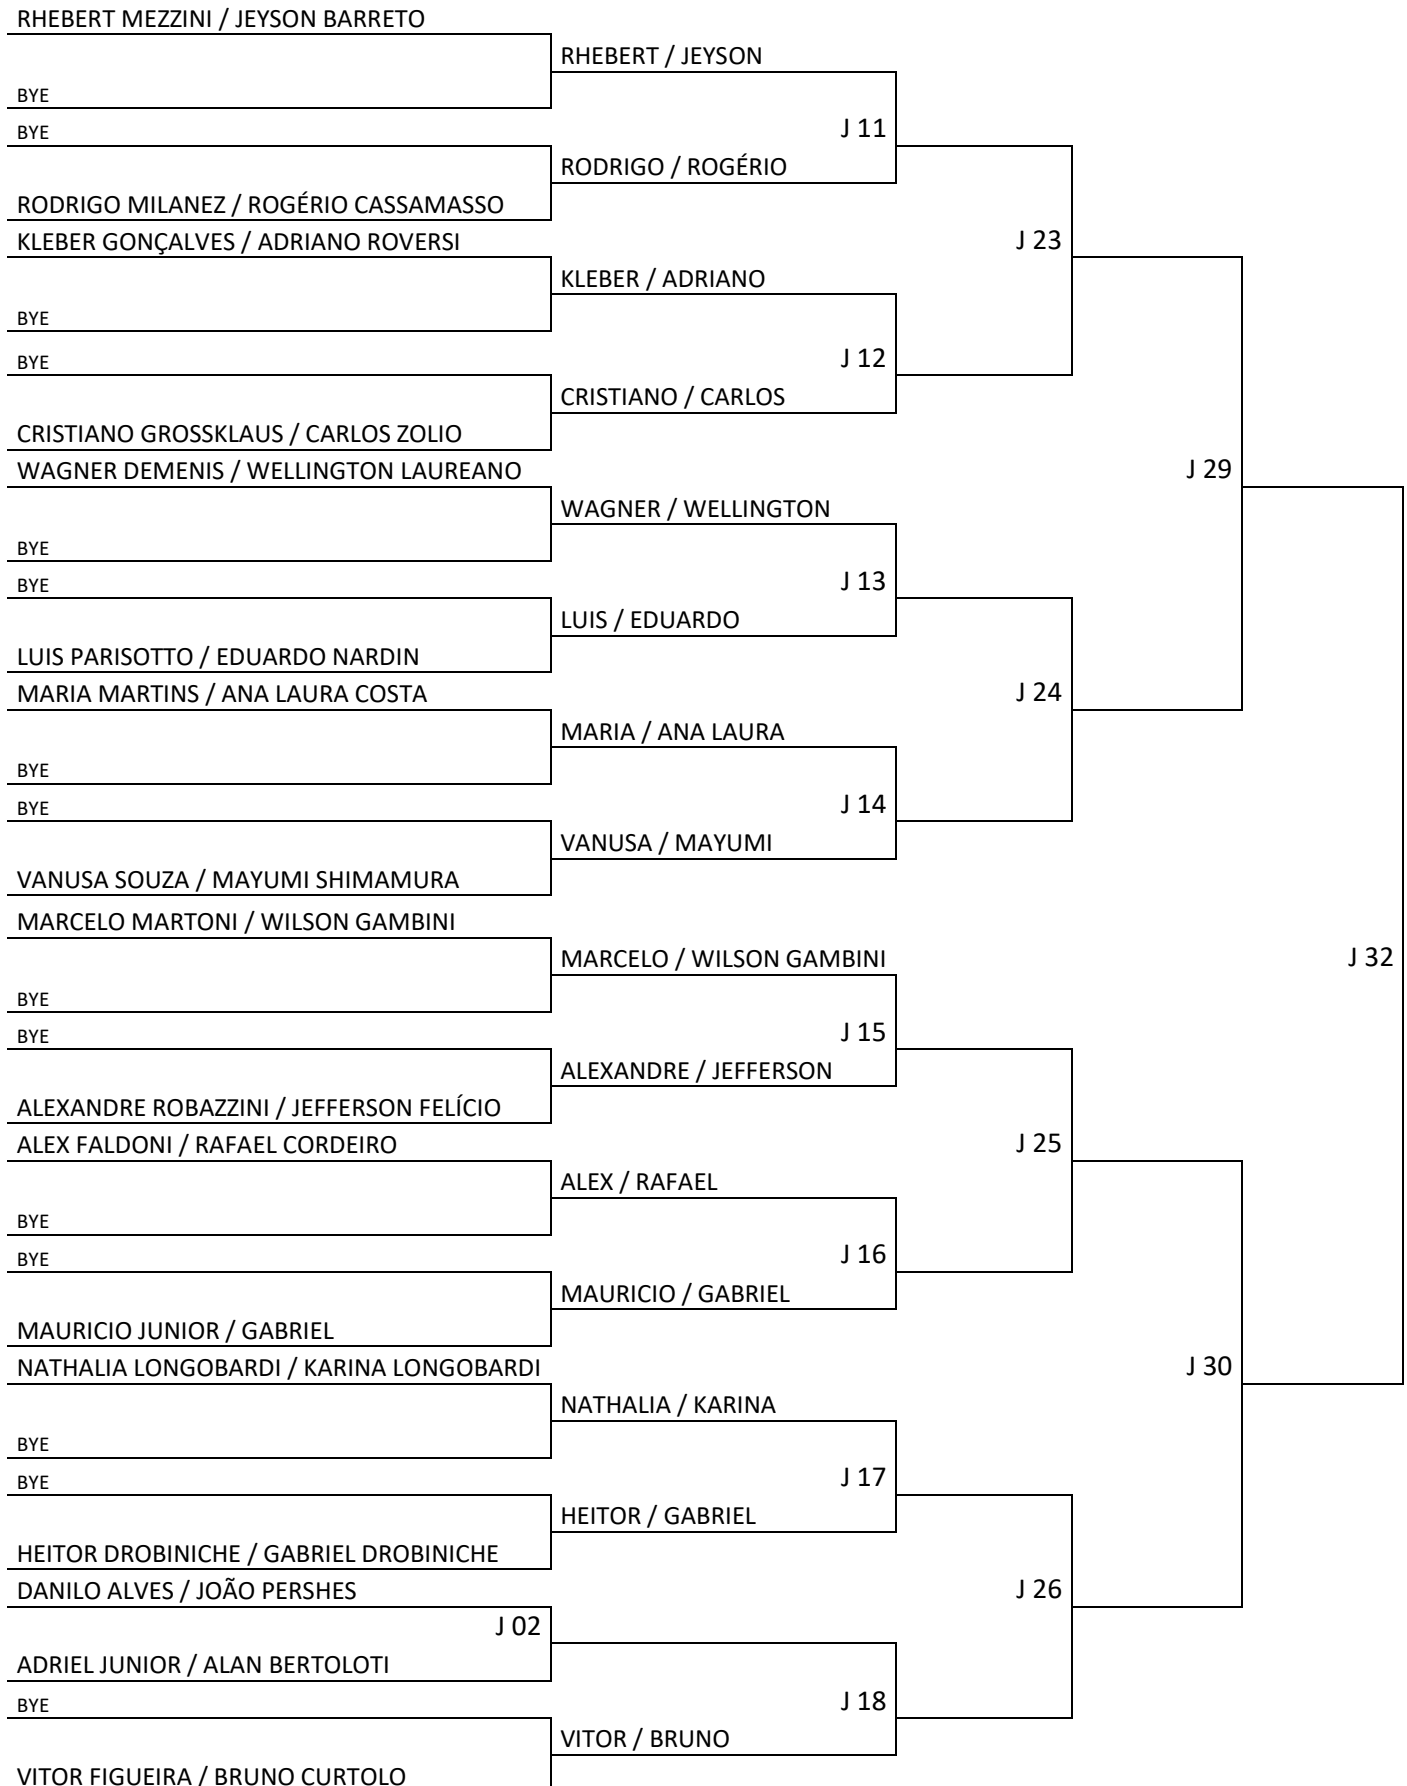 RHEBERT MEZZINI / JEYSON BARRETO
RHEBERT / JEYSON
BYE
BYE
J 11
RODRIGO / ROGÉRIO
RODRIGO MILANEZ / ROGÉRIO CASSAMASSO
KLEBER GONÇALVES / ADRIANO ROVERSI
J 23
KLEBER / ADRIANO
BYE
BYE
J 12
CRISTIANO / CARLOS
CRISTIANO GROSSKLAUS / CARLOS ZOLIO
WAGNER DEMENIS / WELLINGTON LAUREANO
J 29
WAGNER / WELLINGTON
BYE
BYE
J 13
LUIS / EDUARDO
LUIS PARISOTTO / EDUARDO NARDIN
MARIA MARTINS / ANA LAURA COSTA
J 24
MARIA / ANA LAURA
BYE
BYE
J 14
VANUSA / MAYUMI
VANUSA SOUZA / MAYUMI SHIMAMURA
MARCELO MARTONI / WILSON GAMBINI
MARCELO / WILSON GAMBINI
J 32
BYE
BYE
J 15
ALEXANDRE / JEFFERSON
ALEXANDRE ROBAZZINI / JEFFERSON FELÍCIO
ALEX FALDONI / RAFAEL CORDEIRO
J 25
ALEX / RAFAEL
BYE
BYE
J 16
MAURICIO / GABRIEL
MAURICIO JUNIOR / GABRIEL
NATHALIA LONGOBARDI / KARINA LONGOBARDI
J 30
NATHALIA / KARINA
BYE
BYE
J 17
HEITOR / GABRIEL
HEITOR DROBINICHE / GABRIEL DROBINICHE
DANILO ALVES / JOÃO PERSHES
J 26
J 02
ADRIEL JUNIOR / ALAN BERTOLOTI
BYE
J 18
VITOR / BRUNO
VITOR FIGUEIRA / BRUNO CURTOLO